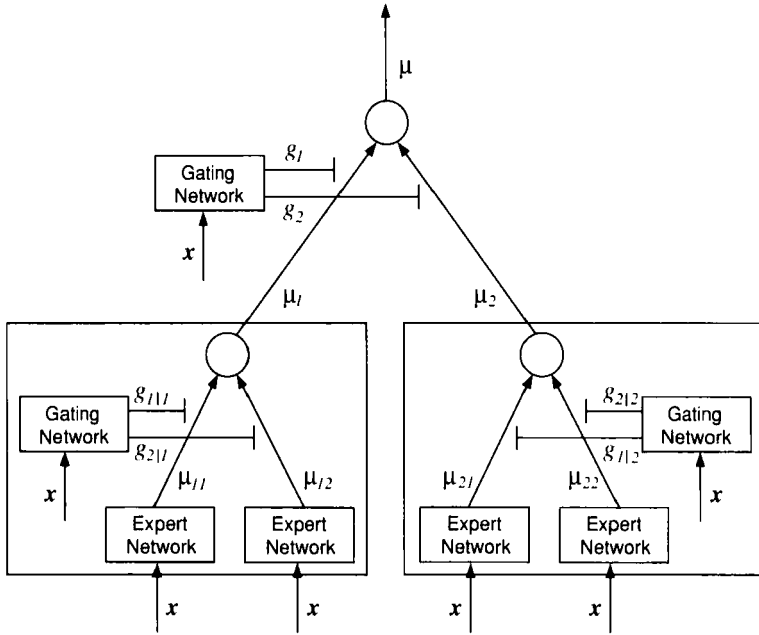 μ
g1
Gating
Network
g2
x
μ1
μ2
g1|1
Gating
Network
g2|1
x
μ11
μ12
Expert
Network
Expert
Network
x
x
g2|2
Gating
Network
g1|2
x
μ21
μ22
Expert
Network
Expert
Network
x
x